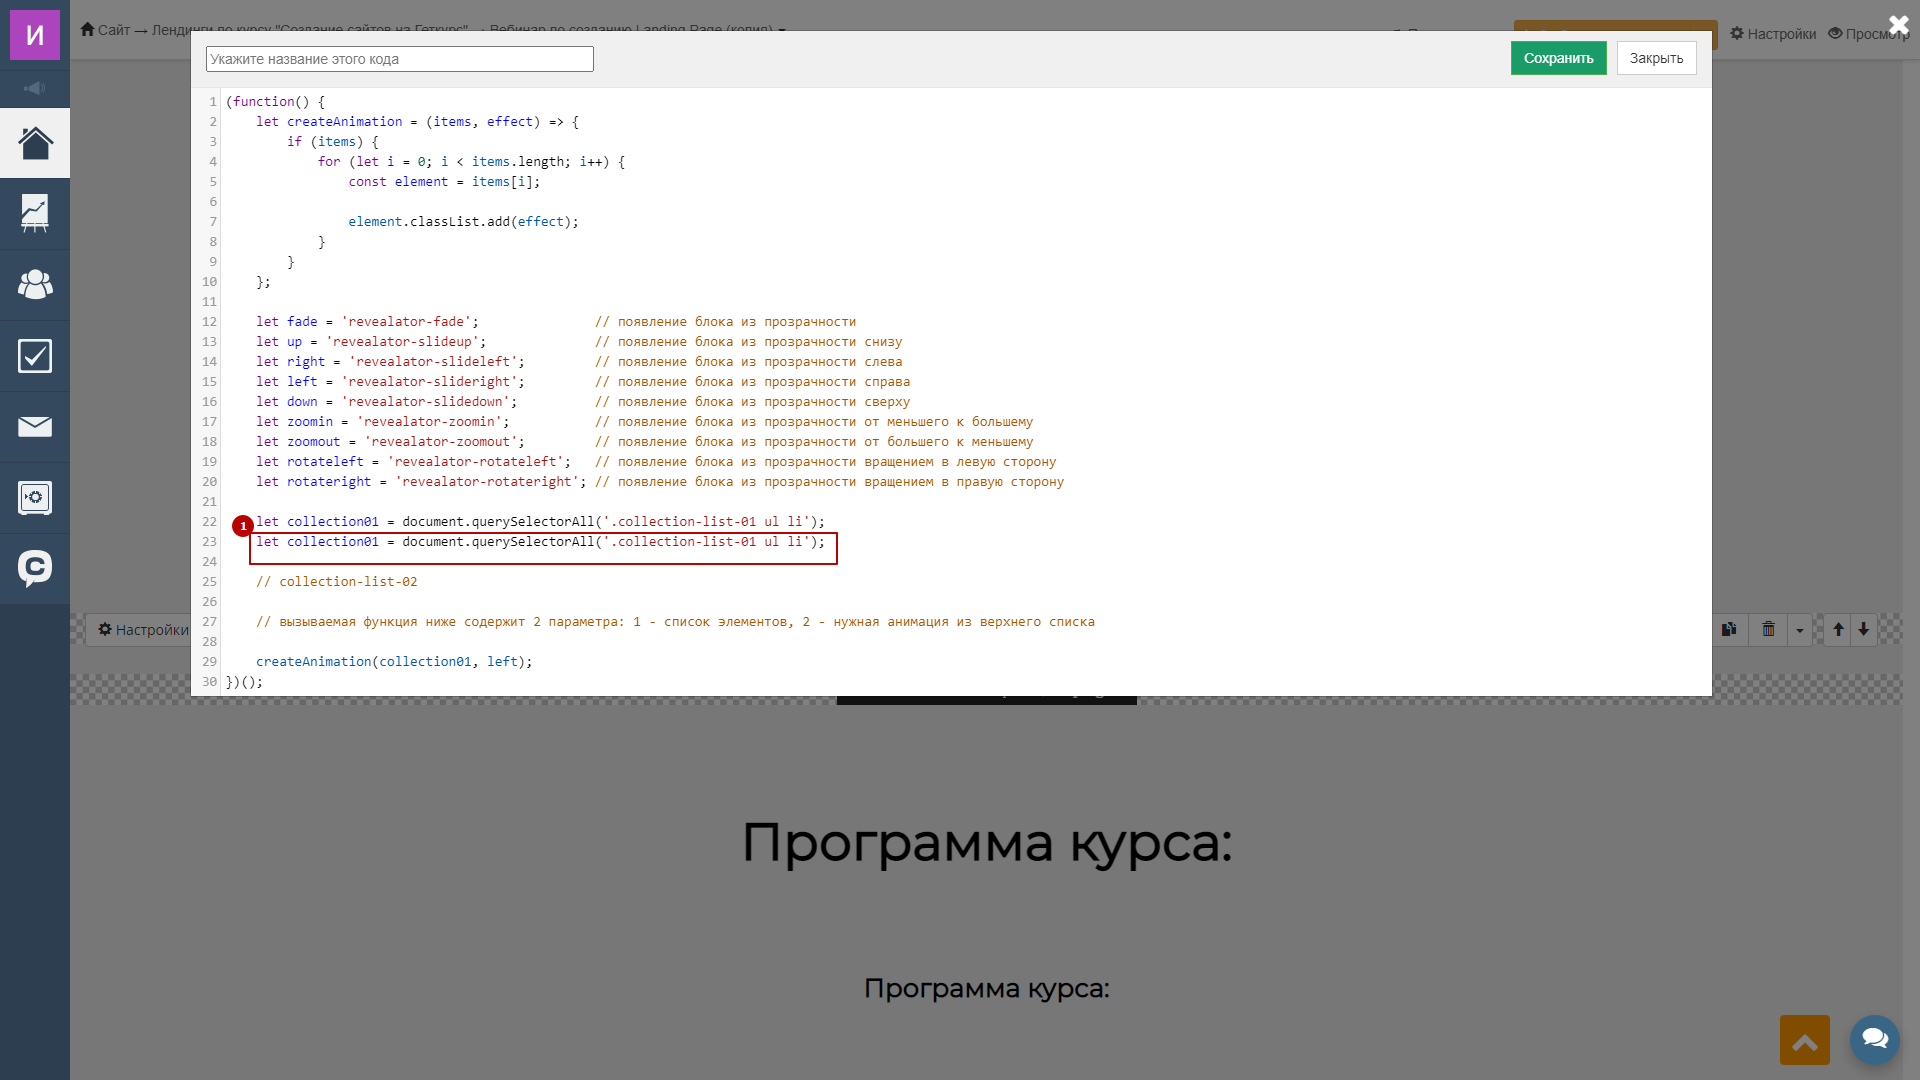 И
Сайт → Лендинги по курсу "Создание сайтов на Геткурс" → Вебинар по созданию Landing Page (копия)
Настройки
Просмотр
Укажите название этого кода
Сохранить
Закрыть
1 (function() {
2 let createAnimation = (items, effect) => {
3 if (items) {
4 for (let i = 0; i < items.length; i++) {
5 const element = items[i];
6
7 element.classList.add(effect);
8 }
9 }
10 };
11
12 let fade = 'revealator-fade'; // появление блока из прозрачности
13 let up = 'revealator-slideup'; // появление блока из прозрачности снизу
14 let right = 'revealator-slideleft'; // появление блока из прозрачности слева
15 let left = 'revealator-slideright'; // появление блока из прозрачности справа
16 let down = 'revealator-slidedown'; // появление блока из прозрачности сверху
17 let zoomin = 'revealator-zoomin'; // появление блока из прозрачности от меньшего к большему
18 let zoomout = 'revealator-zoomout'; // появление блока из прозрачности от большего к меньшему
19 let rotateleft = 'revealator-rotateleft'; // появление блока из прозрачности вращением в левую сторону
20 let rotateright = 'revealator-rotateright'; // появление блока из прозрачности вращением в правую сторону
21
22 let collection01 = document.querySelectorAll('.collection-list-01 ul li');
1
23 let collection01 = document.querySelectorAll('.collection-list-01 ul li');
24
25 // collection-list-02
26
27 // вызываемая функция ниже содержит 2 параметра: 1 - список элементов, 2 - нужная анимация из верхнего списка
28
29 createAnimation(collection01, left);
30 })();
Настройки
Программа курса:
Программа курса: